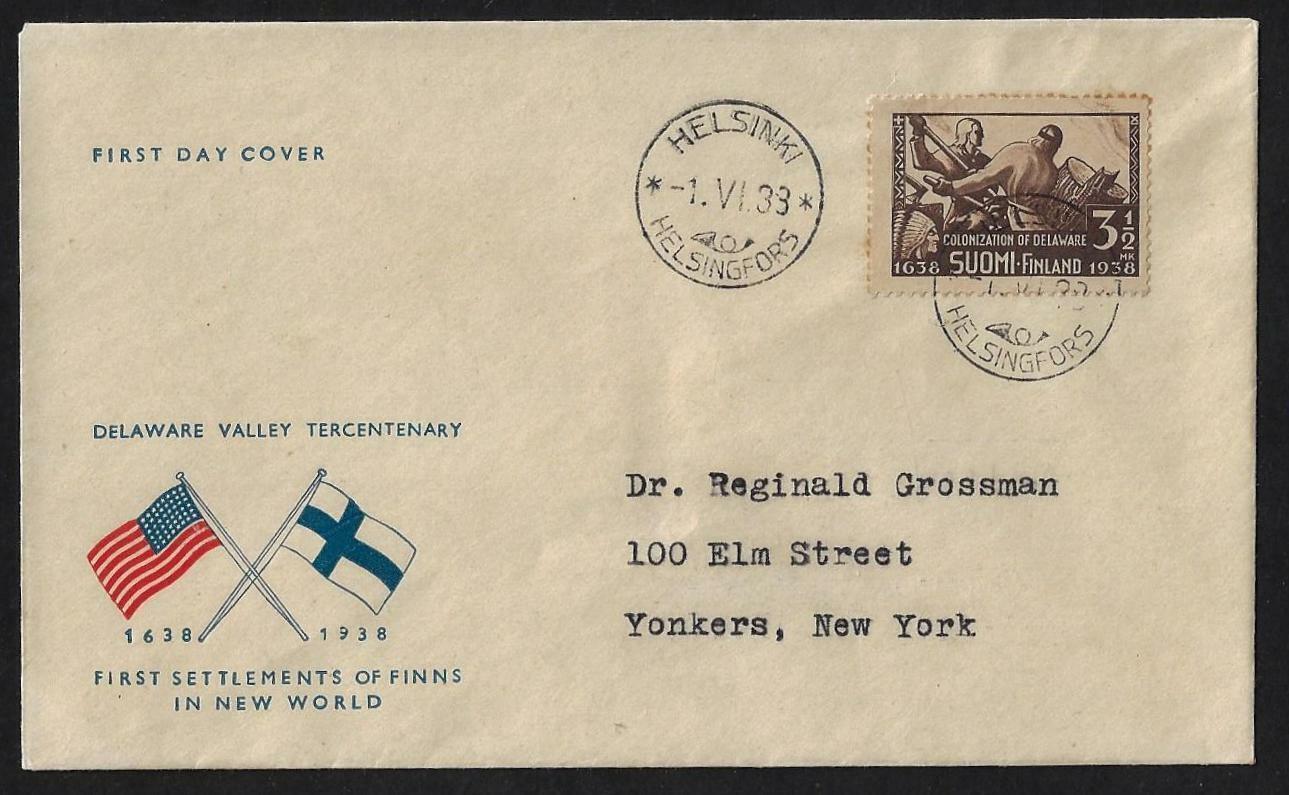 FIRST DAY COVER
HELSINKI
* -1. VI. 38 *
HELSINGFORS
COLONIZATION OF DELAWARE
3 1/2 MK
1638 SUOMI·FINLAND 1938
HELSINGFORS
DELAWARE VALLEY TERCENTENARY
1638 1938
FIRST SETTLEMENTS OF FINNS
IN NEW WORLD
Dr. Reginald Grossman
100 Elm Street
Yonkers, New York